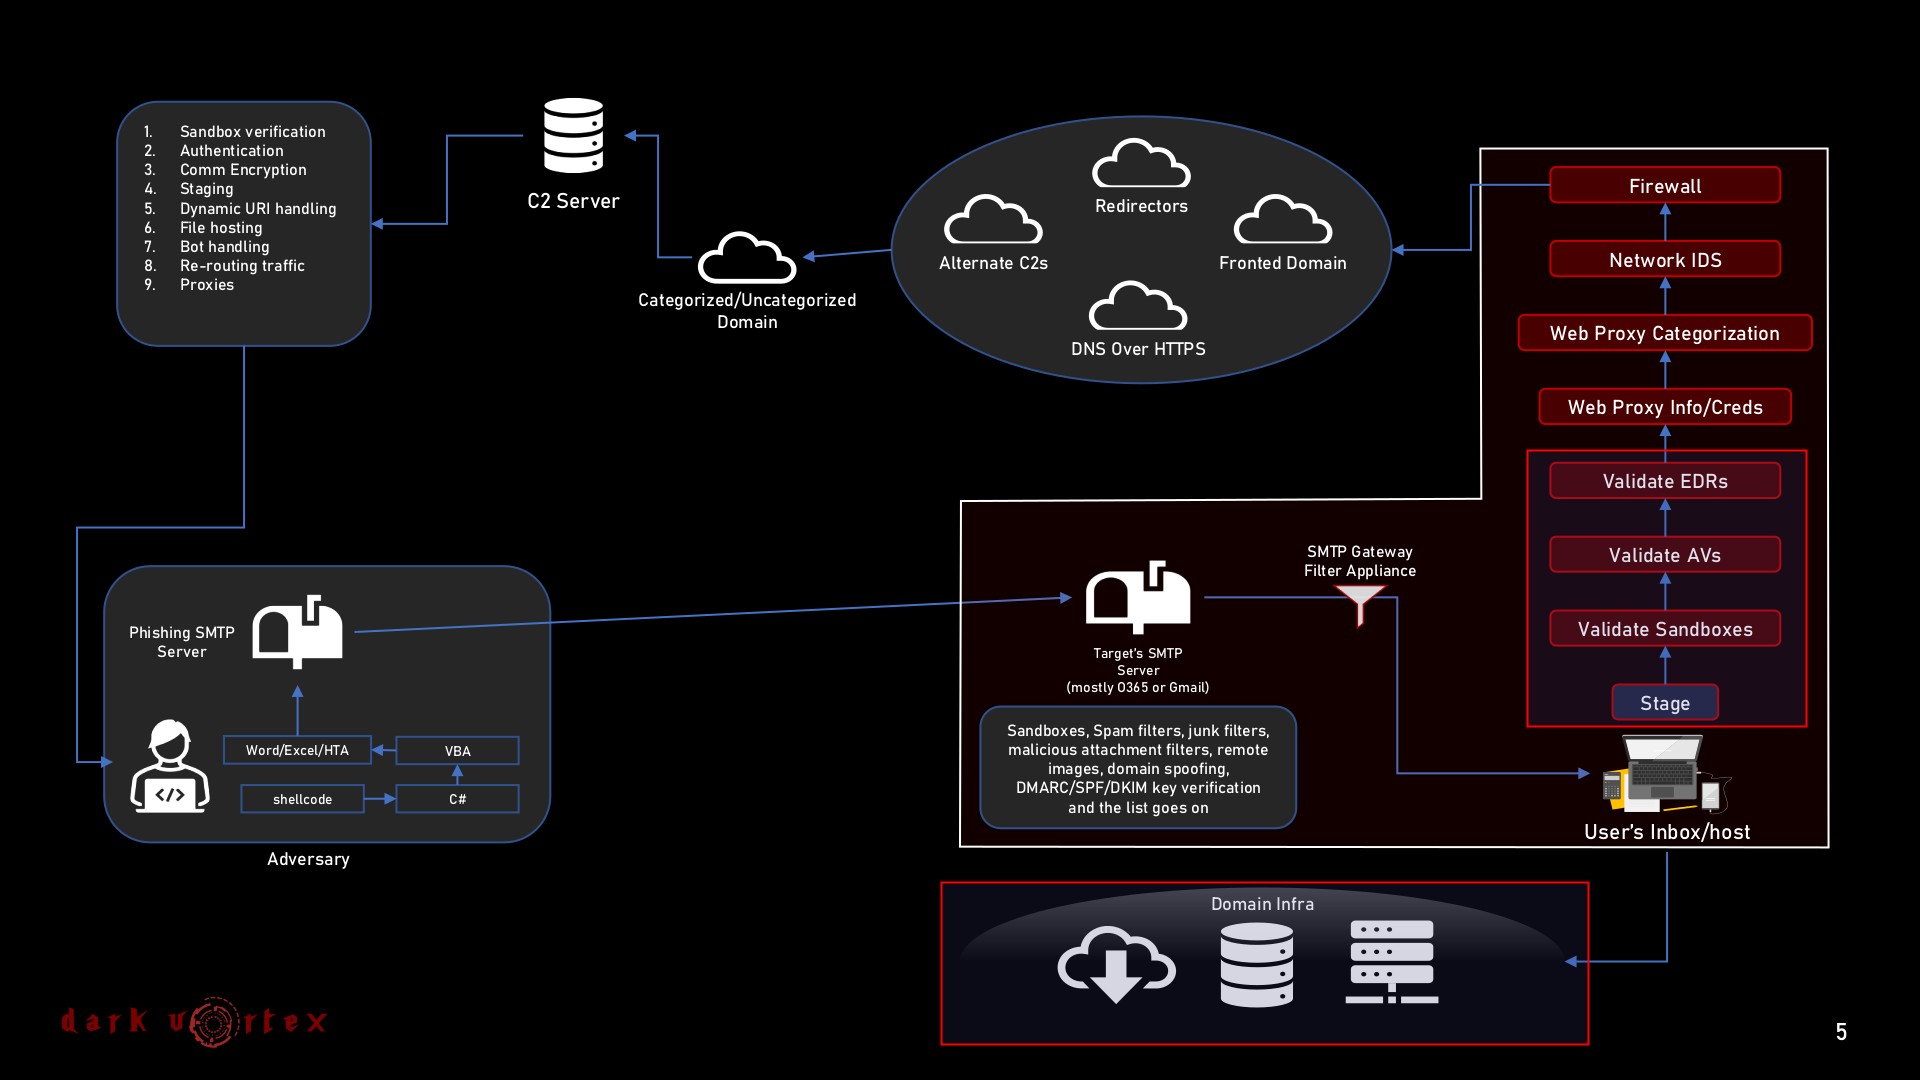 1. Sandbox verification
2. Authentication
3. Comm Encryption
4. Staging
5. Dynamic URI handling
6. File hosting
7. Bot handling
8. Re-routing traffic
9. Proxies
C2 Server
Categorized/Uncategorized
Domain
Redirectors
Alternate C2s
Fronted Domain
DNS Over HTTPS
Firewall
Network IDS
Web Proxy Categorization
Web Proxy Info/Creds
Validate EDRs
Validate AVs
Validate Sandboxes
Stage
User's Inbox/host
SMTP Gateway
Filter Appliance
Target's SMTP
Server
(mostly O365 or Gmail)
Sandboxes, Spam filters, junk filters,
malicious attachment filters, remote
images, domain spoofing,
DMARC/SPF/DKIM key verification
and the list goes on
Phishing SMTP
Server
Word/Excel/HTA
VBA
shellcode
C#
</>
Adversary
Domain Infra
dark vortex
5